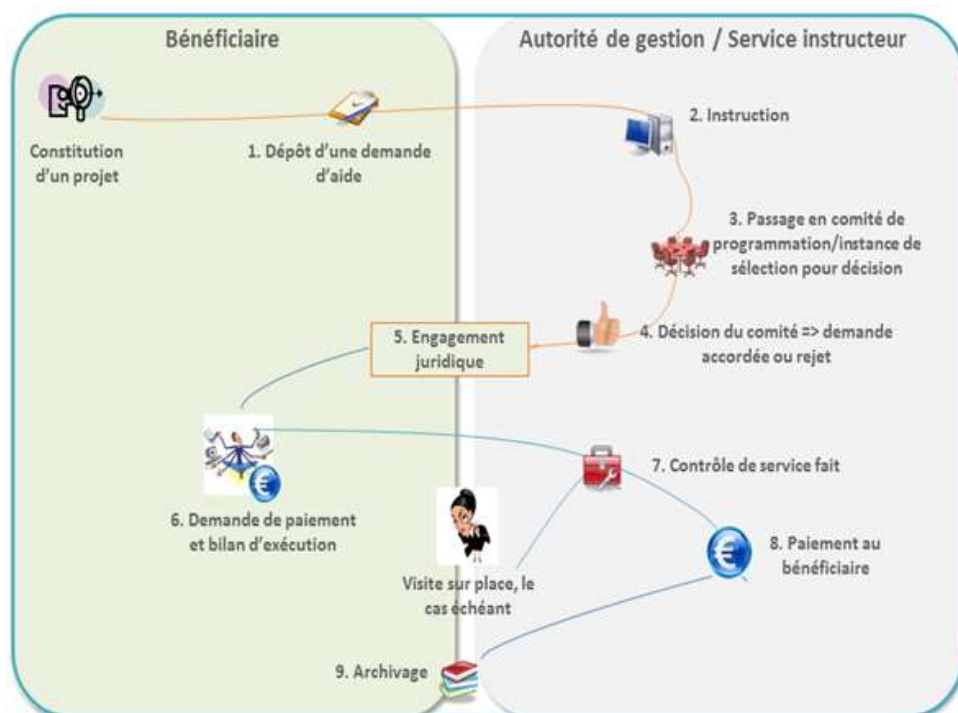 Bénéficiaire
Autorité de gestion / Service instructeur
Constitution
d'un projet
1. Dépôt d'une demande
d'aide
2. Instruction
3. Passage en comité de
programmation/instance de
sélection pour décision
4. Décision du comité => demande
accordée ou rejet
5. Engagement
juridique
6. Demande de paiement
et bilan d'exécution
7. Contrôle de service fait
Visite sur place, le
cas échéant
8. Paiement au
bénéficiaire
9. Archivage